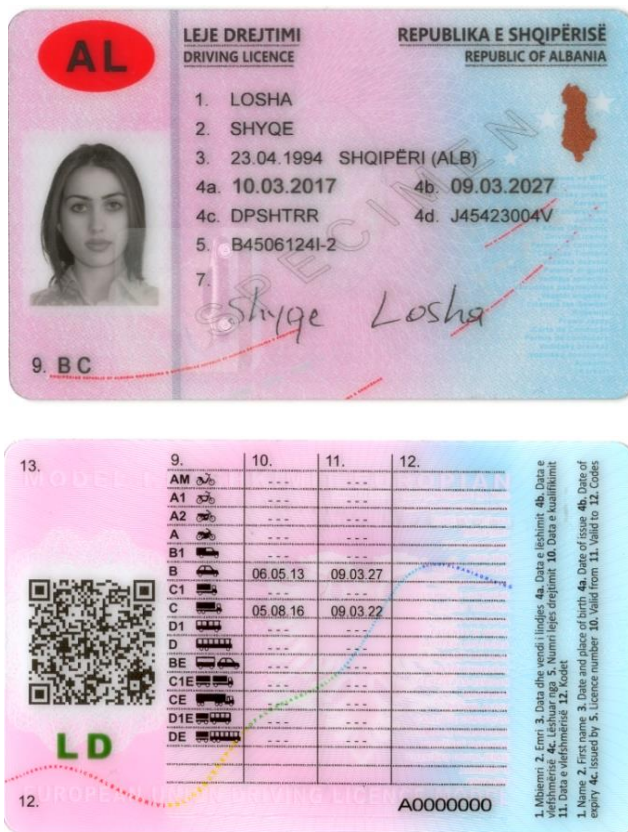 AL
LEJE DREJTIMI
DRIVING LICENCE
REPUBLIKA E SHQIPËRISË
REPUBLIC OF ALBANIA
1. LOSHA
2. SHYQE
3. 23.04.1994 SHQIPËRI (ALB)
4a. 10.03.2017 4b. 09.03.2027
4c. DPSHTRR 4d. J45423004V
5. B4506124I-2
7.
Shyqe Losha
SPECIMEN
9. B C
13. 9. 10. 11. 12.
AM - - - - - -
A1 - - - - - -
A2 - - - - - -
A - - - - - -
B1 - - - - - -
B 06.05.13 09.03.27
C1 - - - - - -
C 05.08.16 09.03.22
D1 - - - - - -
D - - - - - -
BE - - - - - -
C1E - - - - - -
CE - - - - - -
D1E - - - - - -
DE - - - - - -
LD
12.
EUROPEAN UNION DRIVING LICENCE
A0000000
1. Mbiemri 2. Emri 3. Data dhe vendi i lindjes 4a. Data e lëshimit 4b. Data e
vlefshmërisë 4c. Lëshuar nga 5. Numri lejes drejtimit 10. Data e kualifikimit
11. Data e vlefshmërisë 12. Kodet
1. Name 2. First name 3. Date and place of birth 4a. Date of issue 4b. Date of
expiry 4c. Issued by 5. Licence number 10. Valid from 11. Valid to 12. Codes